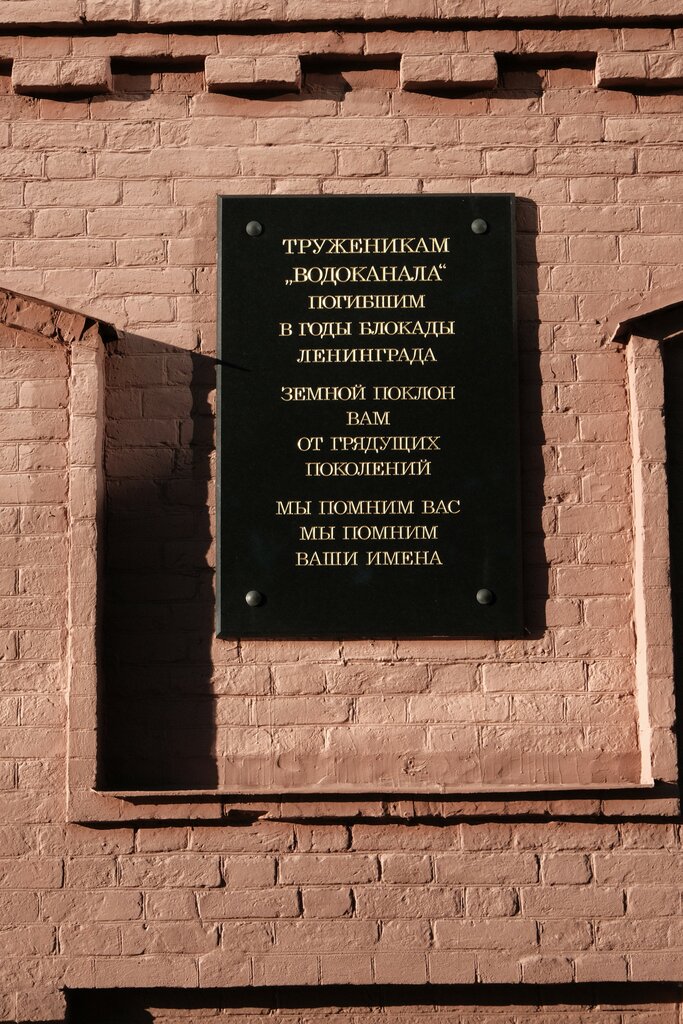 ТРУЖЕНИКАМ
„ВОДОКАНАЛА“
ПОГИБШИМ
В ГОДЫ БЛОКАДЫ
ЛЕНИНГРАДА
ЗЕМНОЙ ПОКЛОН
ВАМ
ОТ ГРЯДУЩИХ
ПОКОЛЕНИЙ
МЫ ПОМНИМ ВАС
МЫ ПОМНИМ
ВАШИ ИМЕНА